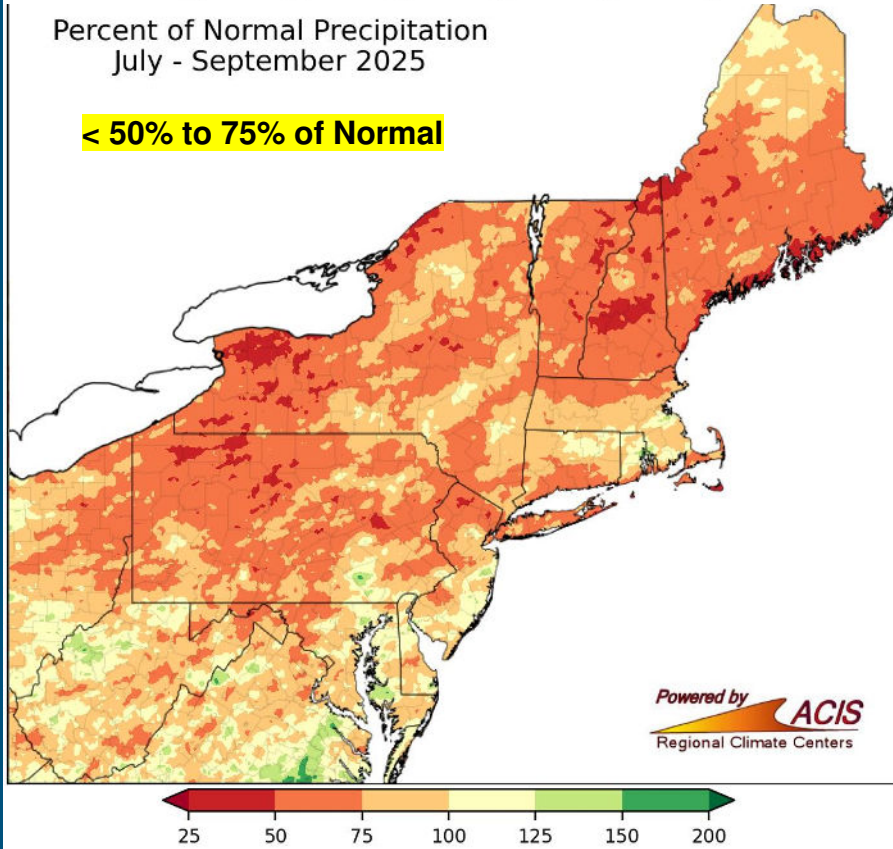 Percent of Normal Precipitation
July - September 2025
< 50% to 75% of Normal
Powered by
ACIS
Regional Climate Centers
25 50 75 100 125 150 200